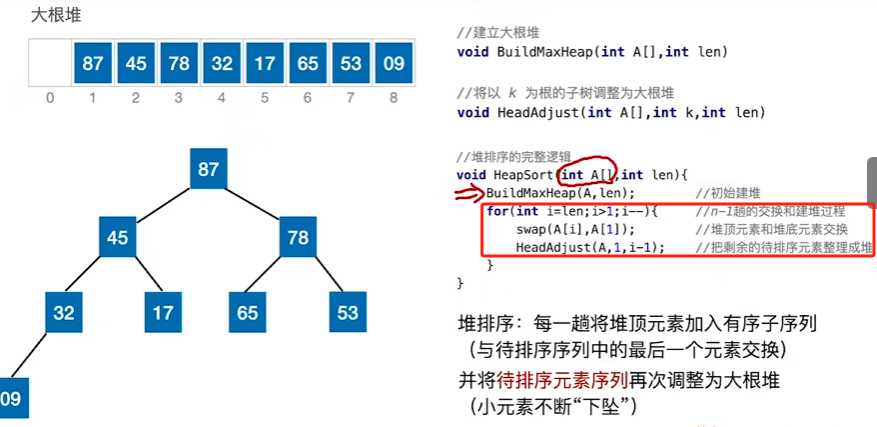 大根堆
87 45 78 32 17 65 53 09
0 1 2 3 4 5 6 7 8
87
45 78
32 17 65 53
09
//建立大根堆
void BuildMaxHeap(int A[],int len)
//将以 k 为根的子树调整为大根堆
void HeadAdjust(int A[],int k,int len)
//堆排序的完整逻辑
void HeapSort(int A[],int len){
BuildMaxHeap(A,len); //初始建堆
for(int i=len;i>1;i--){ //n-1趟的交换和建堆过程
swap(A[i],A[1]); //堆顶元素和堆底元素交换
HeadAdjust(A,1,i-1); //把剩余的待排序元素整理成堆
}
}
堆排序：每一趟将堆顶元素加入有序子序列
（与待排序序列中的最后一个元素交换）
并将待排序元素序列再次调整为大根堆
（小元素不断“下坠”）